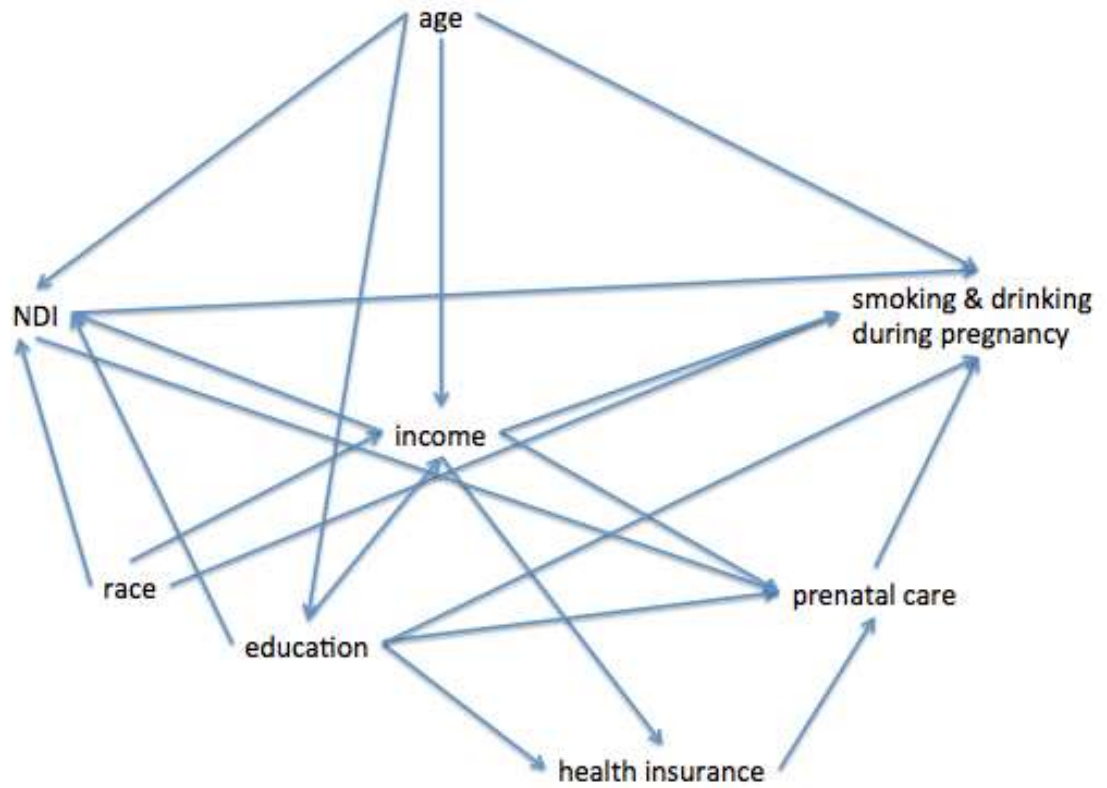 age
NDI
smoking & drinking
during pregnancy
income
race
prenatal care
education
health insurance